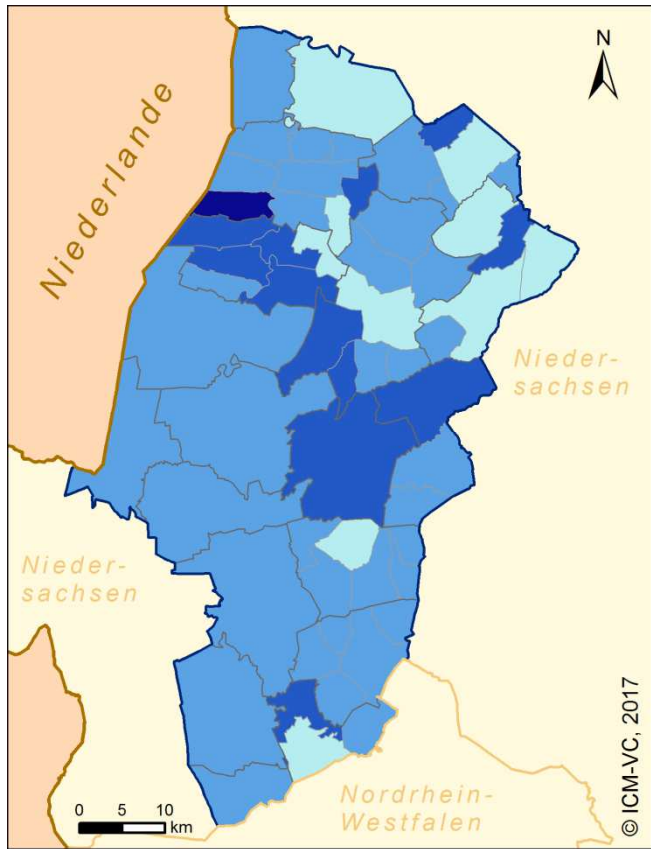 N
Niederlande
Nieder-
sachsen
Nieder-
sachsen
Nordrhein-
Westfalen
0 5 10
km
© ICM-VC, 2017